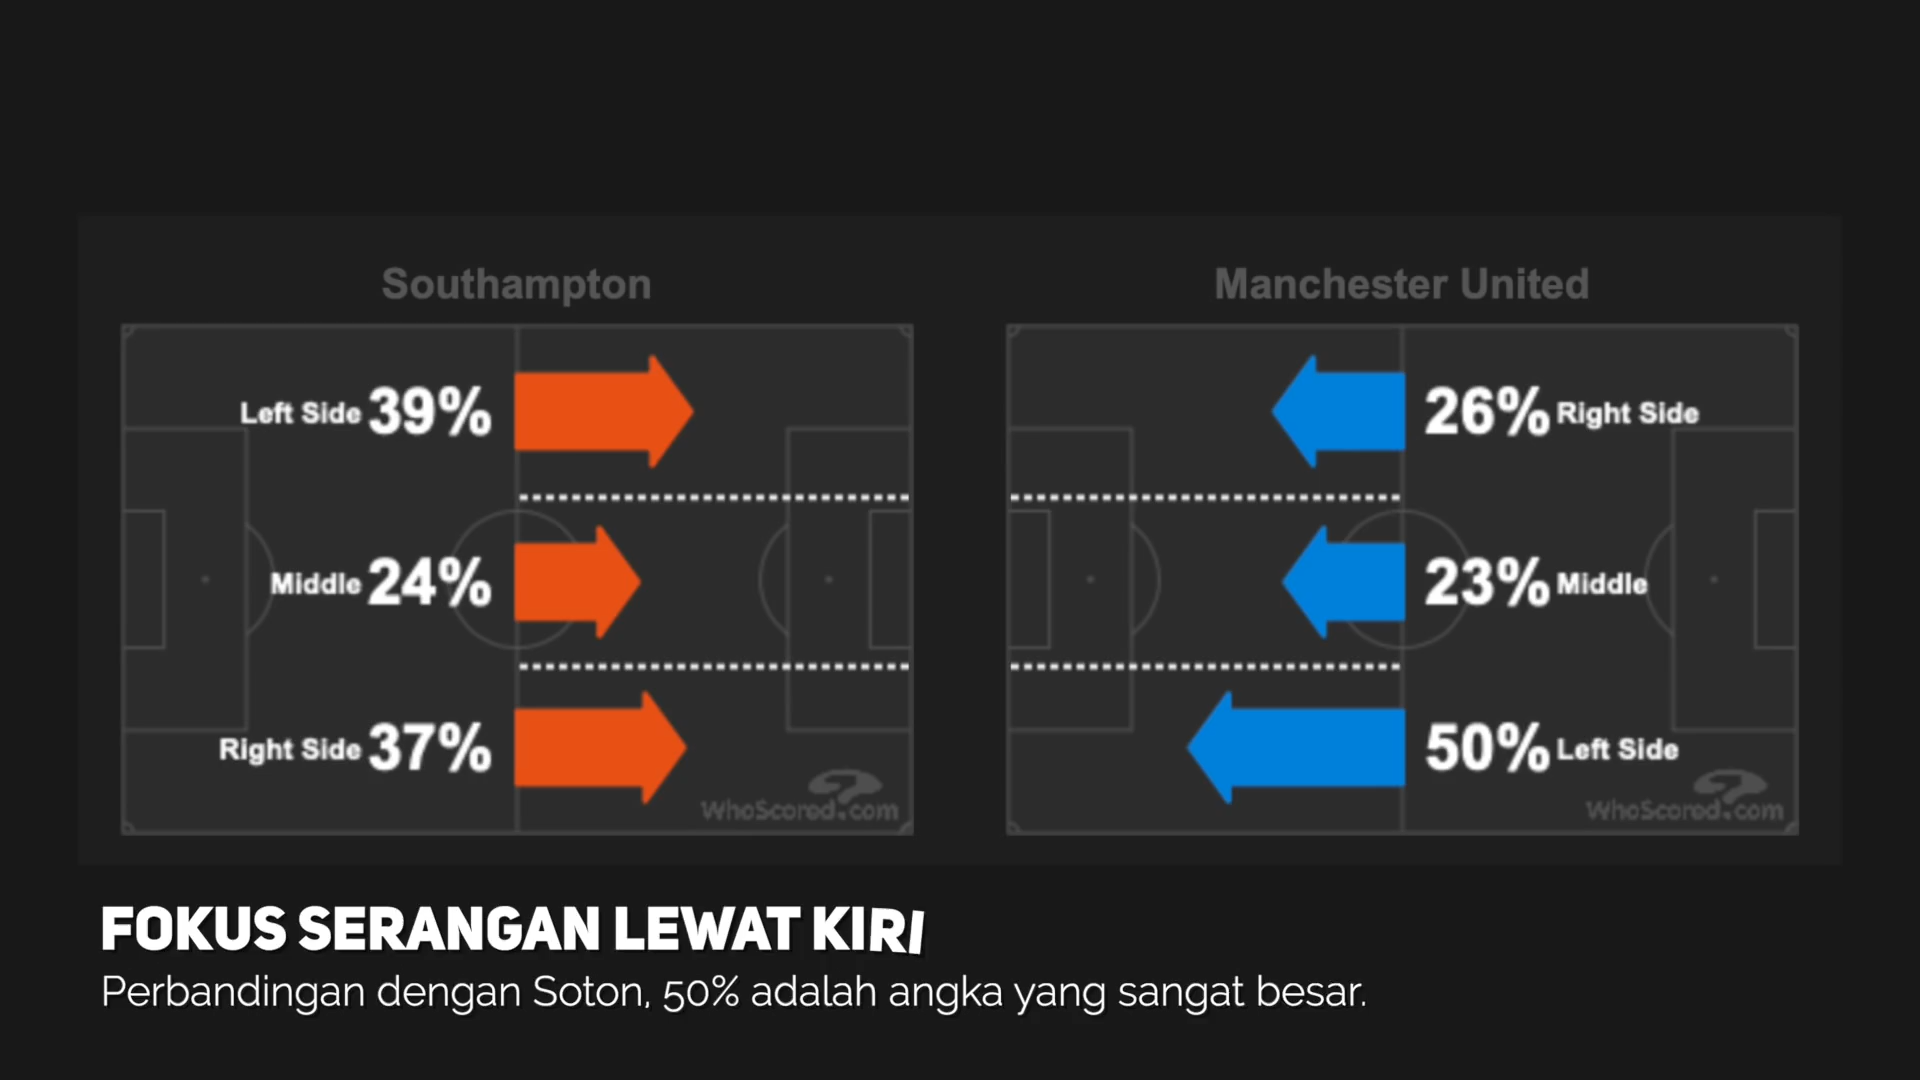 Southampton
Left Side 39%
Middle 24%
Right Side 37%
WhoScored.com
Manchester United
26% Right Side
23% Middle
50% Left Side
WhoScored.com
FOKUS SERANGAN LEWAT KIRI
Perbandingan dengan Soton, 50% adalah angka yang sangat besar.